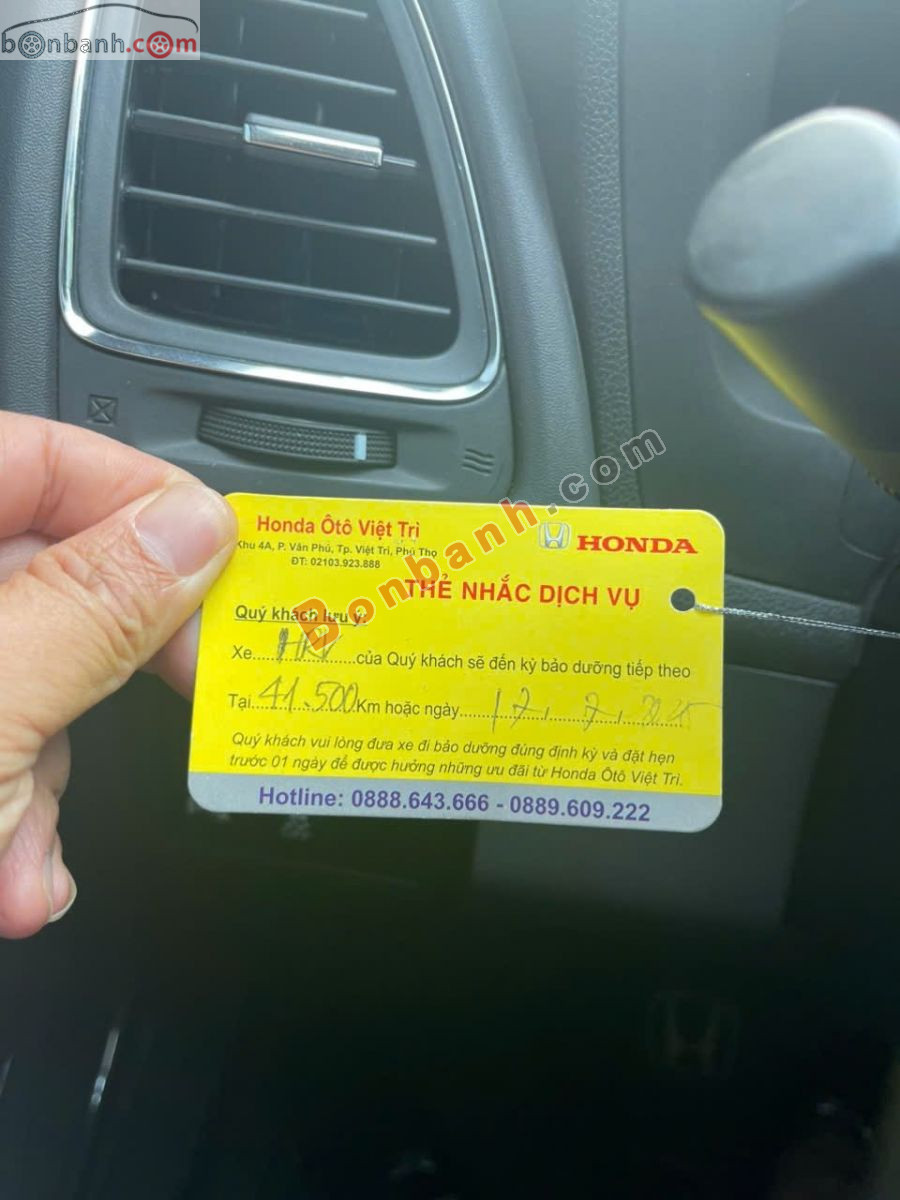 bonbanh.com
Honda Ôtô Việt Trì
Khu 4A, P. Vân Phú, Tp. Việt Trì, Phú Thọ
ĐT: 02103.923.888
HONDA
THẺ NHẮC DỊCH VỤ
Quý khách lưu ý:
Xe....HRV....của Quý khách sẽ đến kỳ bảo dưỡng tiếp theo
Tại.41.500Km hoặc ngày......17......7......2025
Quý khách vui lòng đưa xe đi bảo dưỡng đúng định kỳ và đặt hẹn
trước 01 ngày để được hưởng những ưu đãi từ Honda Ôtô Việt Trì.
Hotline: 0888.643.666 - 0889.609.222
Bonbanh.com